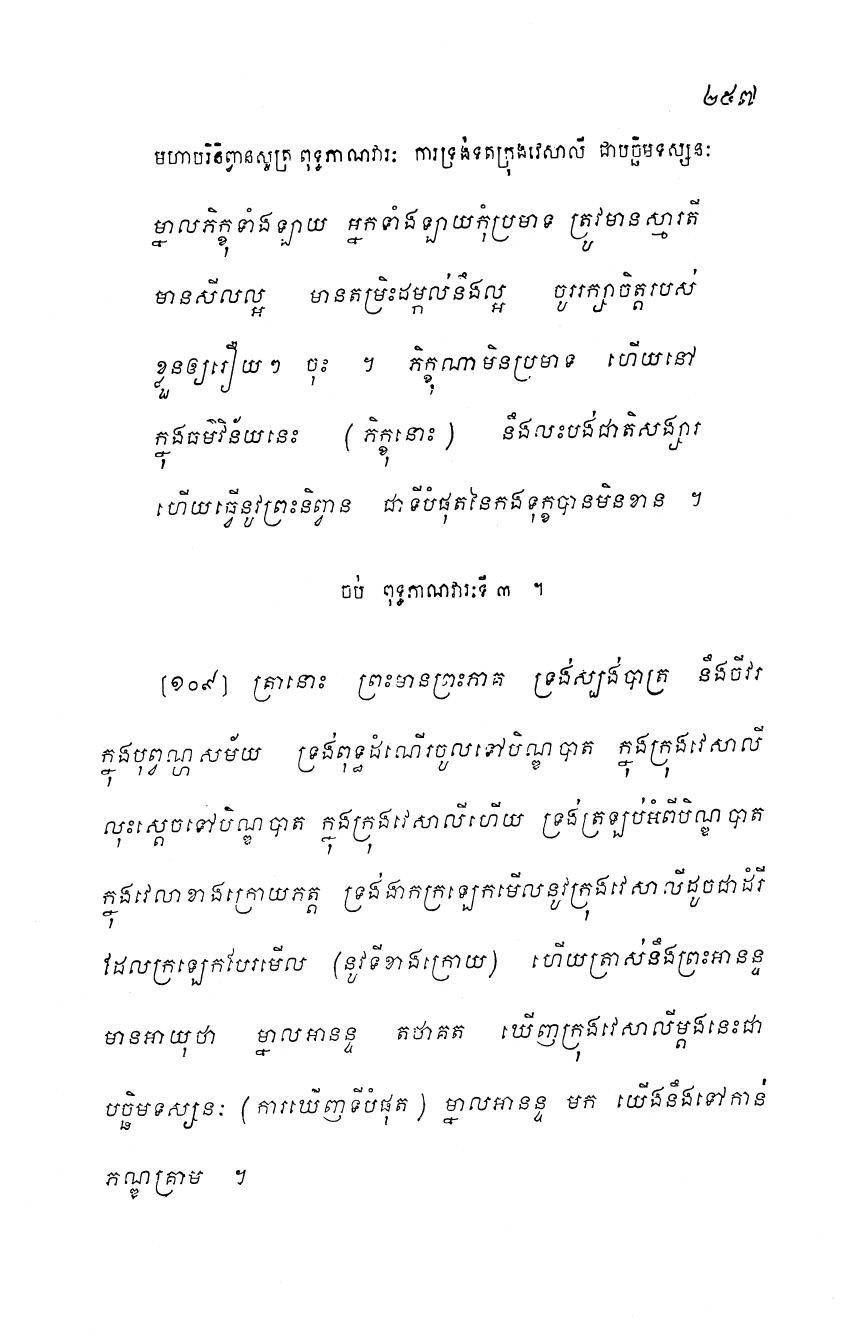 ២៥៧
មហាបរិនិព្វានសូត្រ ពុទ្ធភាណវារៈ ការទ្រង់ទតក្រុងវេសាលី ជាបច្ឆិមទស្សនៈ
ម្នាលភិក្ខុទាំងឡាយ អ្នកទាំងឡាយកុំប្រមាទ ត្រូវមានស្មារតី
មានសីលល្អ មានតម្រិះដម្កល់នឹងល្អ ចូររក្សាចិត្តរបស់
ខ្លួនឲ្យរឿយៗ ចុះ ។ ភិក្ខុណាមិនប្រមាទ ហើយនៅ
ក្នុងធម៌វិន័យនេះ (ភិក្ខុនោះ) នឹងលះបង់ជាតិសង្សារ
ហើយធ្វើនូវព្រះនិព្វាន ជាទីបំផុតនៃកងទុក្ខបានមិនខាន ។
ចប់ ពុទ្ធភាណវារៈទី ៣ ។
[១០៩] គ្រានោះ ព្រះមានព្រះភាគ ទ្រង់ស្បង់បាត្រ នឹងចីវរ
ក្នុងបុព្វណ្ហសម័យ ទ្រង់ពុទ្ធដំណើរចូលទៅបិណ្ឌបាត ក្នុងក្រុងវេសាលី
លុះស្តេចទៅបិណ្ឌបាត ក្នុងក្រុងវេសាលីហើយ ទ្រង់ត្រឡប់អំពីបិណ្ឌបាត
ក្នុងវេលាខាងក្រោយភត្ត ទ្រង់ងាកក្រឡេកមើលនូវក្រុងវេសាលីដូចជាដំរី
ដែលក្រឡេកបែរមើល (នូវទីខាងក្រោយ) ហើយត្រាស់នឹងព្រះអានន្ទ
មានអាយុថា ម្នាលអានន្ទ តថាគត ឃើញក្រុងវេសាលីម្តងនេះជា
បច្ឆិមទស្សនៈ (ការឃើញទីបំផុត) ម្នាលអានន្ទ មក យើងនឹងទៅកាន់
ភណ្ឌគ្រាម ។